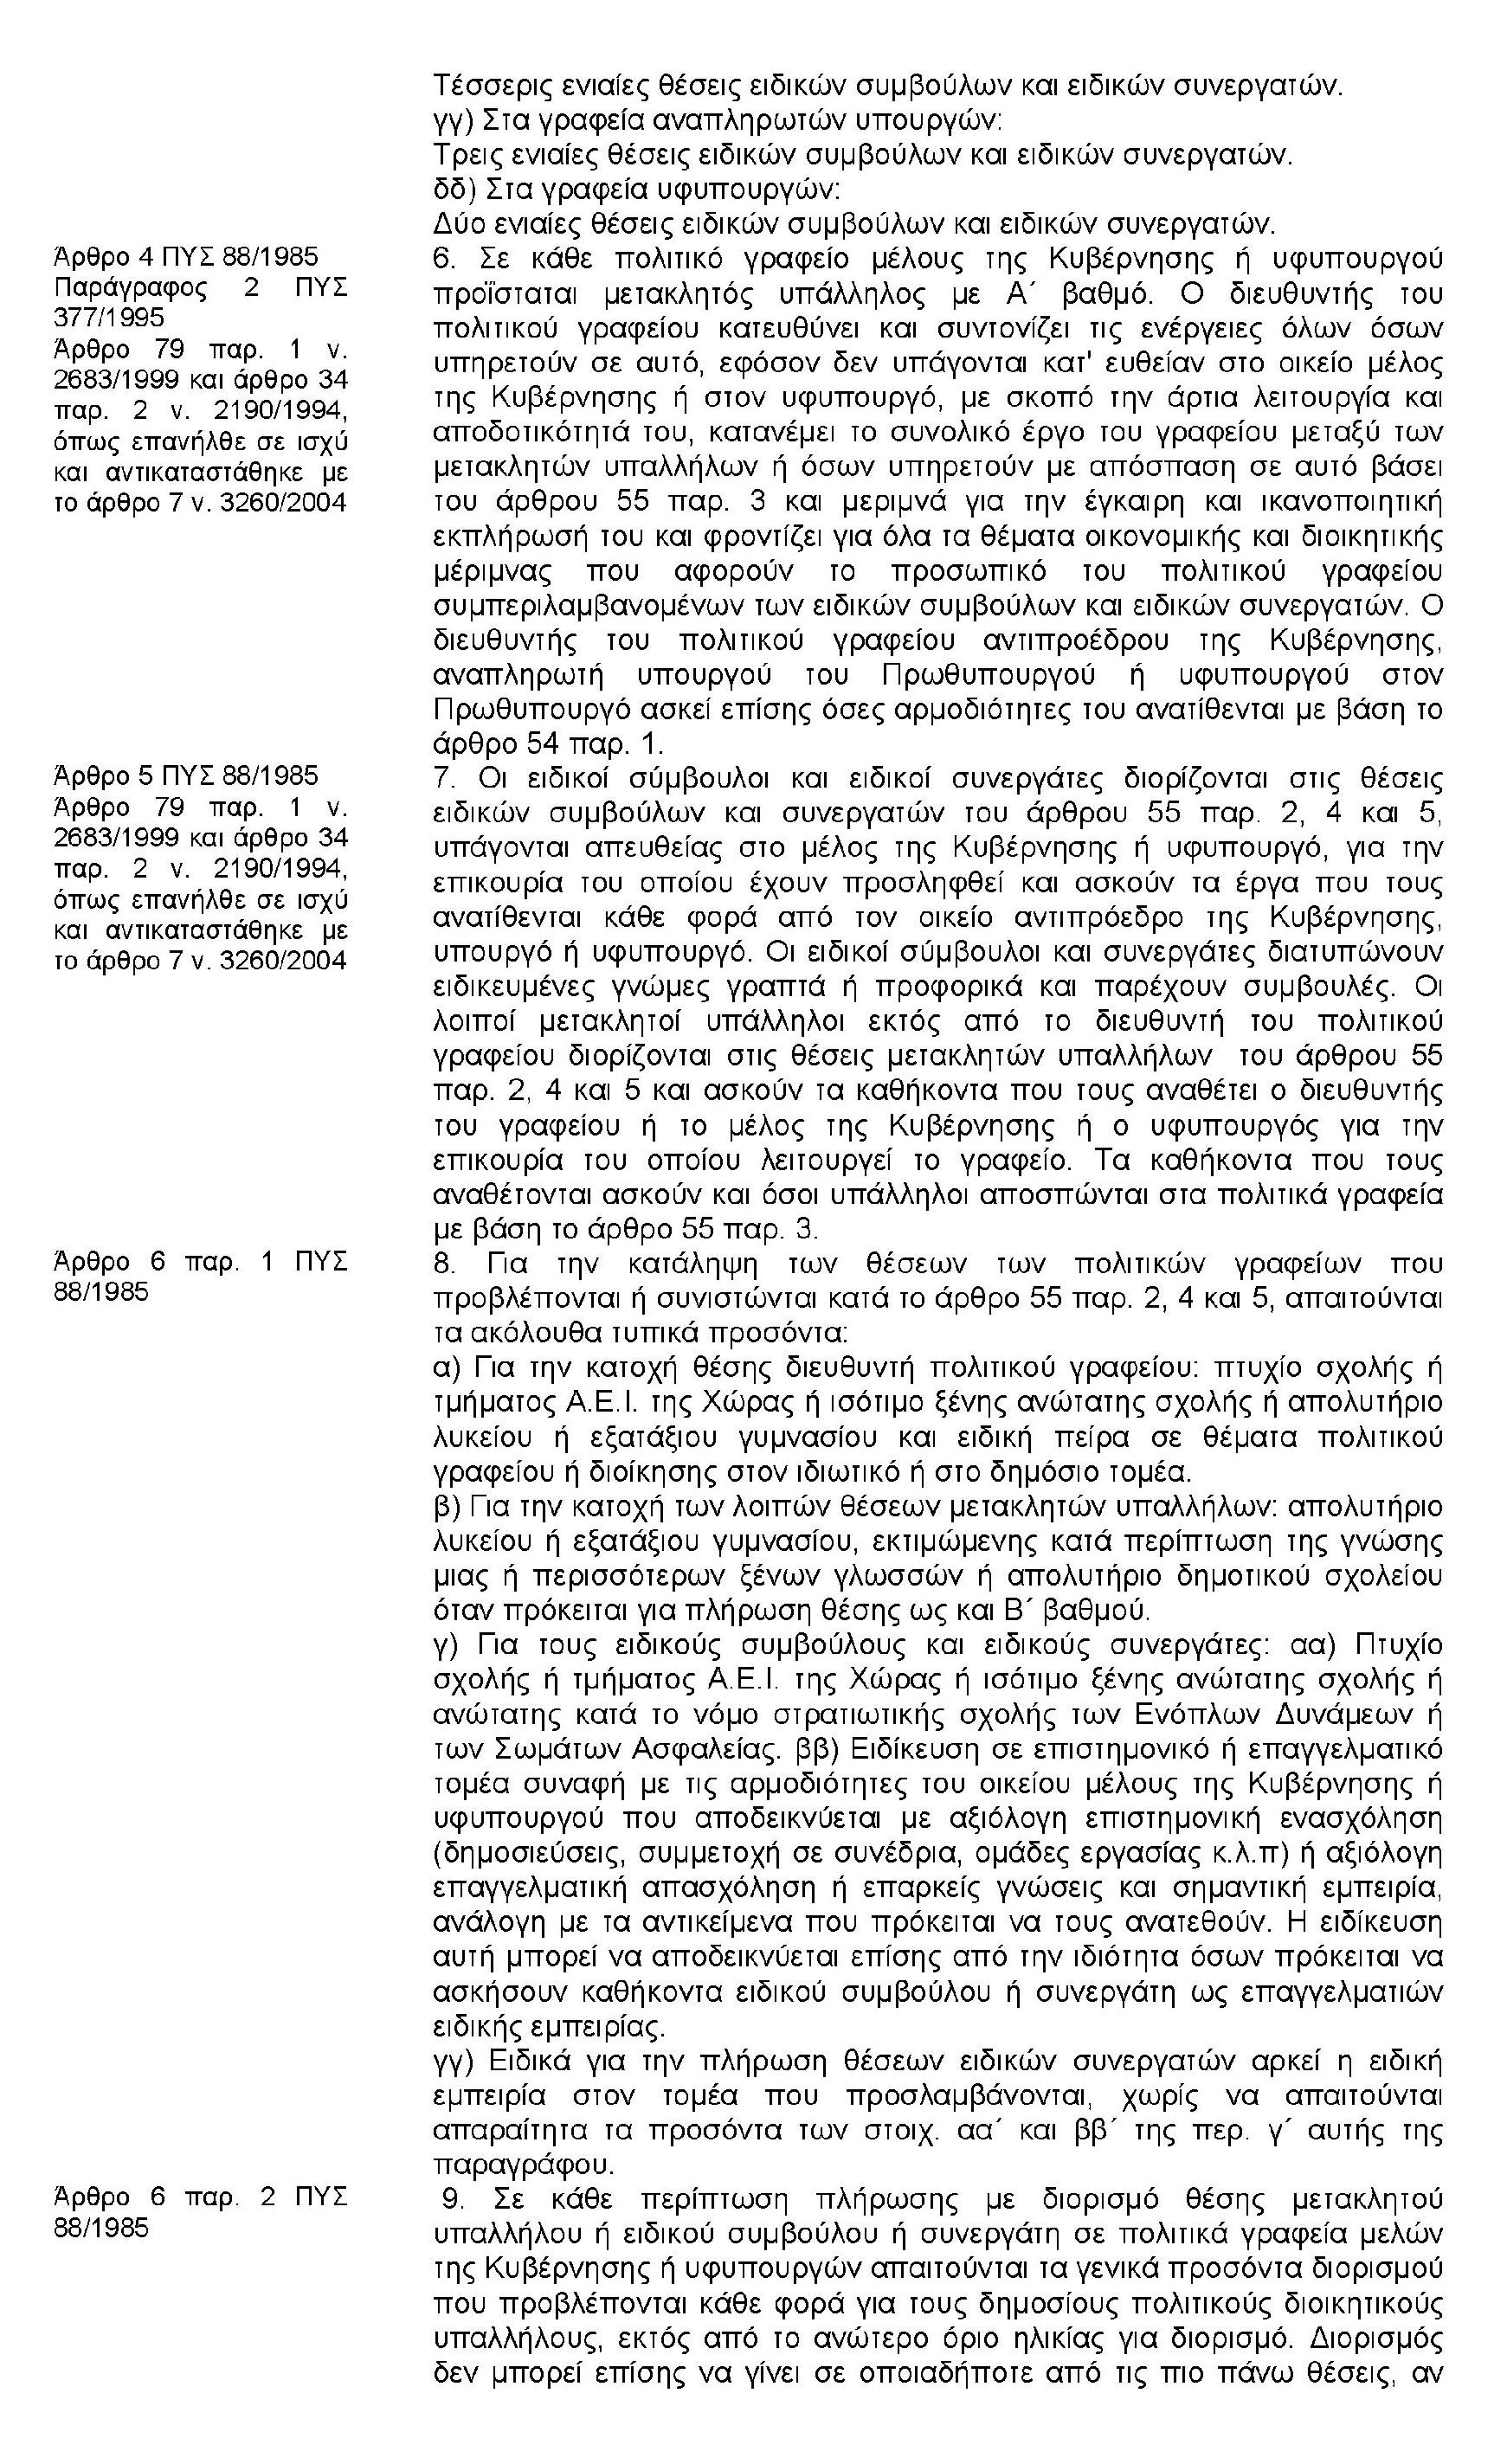 Τέσσερις ενιαίες θέσεις ειδικών συμβούλων και ειδικών συνεργατών.
γγ) Στα γραφεία αναπληρωτών υπουργών:
Τρεις ενιαίες θέσεις ειδικών συμβούλων και ειδικών συνεργατών.
δδ) Στα γραφεία υφυπουργών:
Δύο ενιαίες θέσεις ειδικών συμβούλων και ειδικών συνεργατών.
Άρθρο 4 ΠΥΣ 88/1985
Παράγραφος 2 ΠΥΣ
377/1995
Άρθρο 79 παρ. 1 ν.
2683/1999 και άρθρο 34
παρ. 2 ν. 2190/1994,
όπως επανήλθε σε ισχύ
και αντικαταστάθηκε με
το άρθρο 7 ν. 3260/2004
6. Σε κάθε πολιτικό γραφείο μέλους της Κυβέρνησης ή υφυπουργού
προΐσταται μετακλητός υπάλληλος με Α΄ βαθμό. Ο διευθυντής του
πολιτικού γραφείου κατευθύνει και συντονίζει τις ενέργειες όλων όσων
υπηρετούν σε αυτό, εφόσον δεν υπάγονται κατ' ευθείαν στο οικείο μέλος
της Κυβέρνησης ή στον υφυπουργό, με σκοπό την άρτια λειτουργία και
αποδοτικότητά του, κατανέμει το συνολικό έργο του γραφείου μεταξύ των
μετακλητών υπαλλήλων ή όσων υπηρετούν με απόσπαση σε αυτό βάσει
του άρθρου 55 παρ. 3 και μεριμνά για την έγκαιρη και ικανοποιητική
εκπλήρωσή του και φροντίζει για όλα τα θέματα οικονομικής και διοικητικής
μέριμνας που αφορούν το προσωπικό του πολιτικού γραφείου
συμπεριλαμβανομένων των ειδικών συμβούλων και ειδικών συνεργατών. Ο
διευθυντής του πολιτικού γραφείου αντιπροέδρου της Κυβέρνησης,
αναπληρωτή υπουργού του Πρωθυπουργού ή υφυπουργού στον
Πρωθυπουργό ασκεί επίσης όσες αρμοδιότητες του ανατίθενται με βάση το
άρθρο 54 παρ. 1.
Άρθρο 5 ΠΥΣ 88/1985
Άρθρο 79 παρ. 1 ν.
2683/1999 και άρθρο 34
παρ. 2 ν. 2190/1994,
όπως επανήλθε σε ισχύ
και αντικαταστάθηκε με
το άρθρο 7 ν. 3260/2004
7. Οι ειδικοί σύμβουλοι και ειδικοί συνεργάτες διορίζονται στις θέσεις
ειδικών συμβούλων και συνεργατών του άρθρου 55 παρ. 2, 4 και 5,
υπάγονται απευθείας στο μέλος της Κυβέρνησης ή υφυπουργό, για την
επικουρία του οποίου έχουν προσληφθεί και ασκούν τα έργα που τους
ανατίθενται κάθε φορά από τον οικείο αντιπρόεδρο της Κυβέρνησης,
υπουργό ή υφυπουργό. Οι ειδικοί σύμβουλοι και συνεργάτες διατυπώνουν
ειδικευμένες γνώμες γραπτά ή προφορικά και παρέχουν συμβουλές. Οι
λοιποί μετακλητοί υπάλληλοι εκτός από το διευθυντή του πολιτικού
γραφείου διορίζονται στις θέσεις μετακλητών υπαλλήλων του άρθρου 55
παρ. 2, 4 και 5 και ασκούν τα καθήκοντα που τους αναθέτει ο διευθυντής
του γραφείου ή το μέλος της Κυβέρνησης ή ο υφυπουργός για την
επικουρία του οποίου λειτουργεί το γραφείο. Τα καθήκοντα που τους
αναθέτονται ασκούν και όσοι υπάλληλοι αποσπώνται στα πολιτικά γραφεία
με βάση το άρθρο 55 παρ. 3.
Άρθρο 6 παρ. 1 ΠΥΣ
88/1985
8. Για την κατάληψη των θέσεων των πολιτικών γραφείων που
προβλέπονται ή συνιστώνται κατά το άρθρο 55 παρ. 2, 4 και 5, απαιτούνται
τα ακόλουθα τυπικά προσόντα:
α) Για την κατοχή θέσης διευθυντή πολιτικού γραφείου: πτυχίο σχολής ή
τμήματος Α.Ε.Ι. της Χώρας ή ισότιμο ξένης ανώτατης σχολής ή απολυτήριο
λυκείου ή εξατάξιου γυμνασίου και ειδική πείρα σε θέματα πολιτικού
γραφείου ή διοίκησης στον ιδιωτικό ή στο δημόσιο τομέα.
β) Για την κατοχή των λοιπών θέσεων μετακλητών υπαλλήλων: απολυτήριο
λυκείου ή εξατάξιου γυμνασίου, εκτιμώμενης κατά περίπτωση της γνώσης
μιας ή περισσότερων ξένων γλωσσών ή απολυτήριο δημοτικού σχολείου
όταν πρόκειται για πλήρωση θέσης ως και Β΄ βαθμού.
γ) Για τους ειδικούς συμβούλους και ειδικούς συνεργάτες: αα) Πτυχίο
σχολής ή τμήματος Α.Ε.Ι. της Χώρας ή ισότιμο ξένης ανώτατης σχολής ή
ανώτατης κατά το νόμο στρατιωτικής σχολής των Ενόπλων Δυνάμεων ή
των Σωμάτων Ασφαλείας. ββ) Ειδίκευση σε επιστημονικό ή επαγγελματικό
τομέα συναφή με τις αρμοδιότητες του οικείου μέλους της Κυβέρνησης ή
υφυπουργού που αποδεικνύεται με αξιόλογη επιστημονική ενασχόληση
(δημοσιεύσεις, συμμετοχή σε συνέδρια, ομάδες εργασίας κ.λ.π) ή αξιόλογη
επαγγελματική απασχόληση ή επαρκείς γνώσεις και σημαντική εμπειρία,
ανάλογη με τα αντικείμενα που πρόκειται να τους ανατεθούν. Η ειδίκευση
αυτή μπορεί να αποδεικνύεται επίσης από την ιδιότητα όσων πρόκειται να
ασκήσουν καθήκοντα ειδικού συμβούλου ή συνεργάτη ως επαγγελματιών
ειδικής εμπειρίας.
γγ) Ειδικά για την πλήρωση θέσεων ειδικών συνεργατών αρκεί η ειδική
εμπειρία στον τομέα που προσλαμβάνονται, χωρίς να απαιτούνται
απαραίτητα τα προσόντα των στοιχ. αα΄ και ββ΄ της περ. γ΄ αυτής της
παραγράφου.
Άρθρο 6 παρ. 2 ΠΥΣ
88/1985
9. Σε κάθε περίπτωση πλήρωσης με διορισμό θέσης μετακλητού
υπαλλήλου ή ειδικού συμβούλου ή συνεργάτη σε πολιτικά γραφεία μελών
της Κυβέρνησης ή υφυπουργών απαιτούνται τα γενικά προσόντα διορισμού
που προβλέπονται κάθε φορά για τους δημοσίους πολιτικούς διοικητικούς
υπαλλήλους, εκτός από το ανώτερο όριο ηλικίας για διορισμό. Διορισμός
δεν μπορεί επίσης να γίνει σε οποιαδήποτε από τις πιο πάνω θέσεις, αν